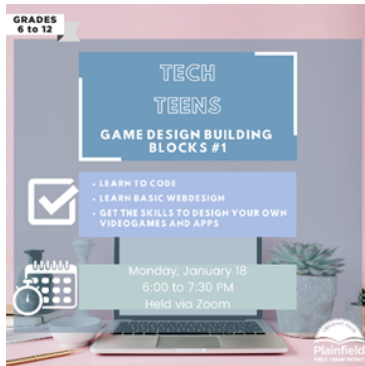 GRADES
6 to 12
TECH
TEENS
GAME DESIGN BUILDING
BLOCKS #1
• LEARN TO CODE
• LEARN BASIC WEBDESIGN
• GET THE SKILLS TO DESIGN YOUR OWN
VIDEOGAMES AND APPS
Monday, January 18
6:00 to 7:30 PM
Held via Zoom
Plainfield
PUBLIC LIBRARY DISTRICT